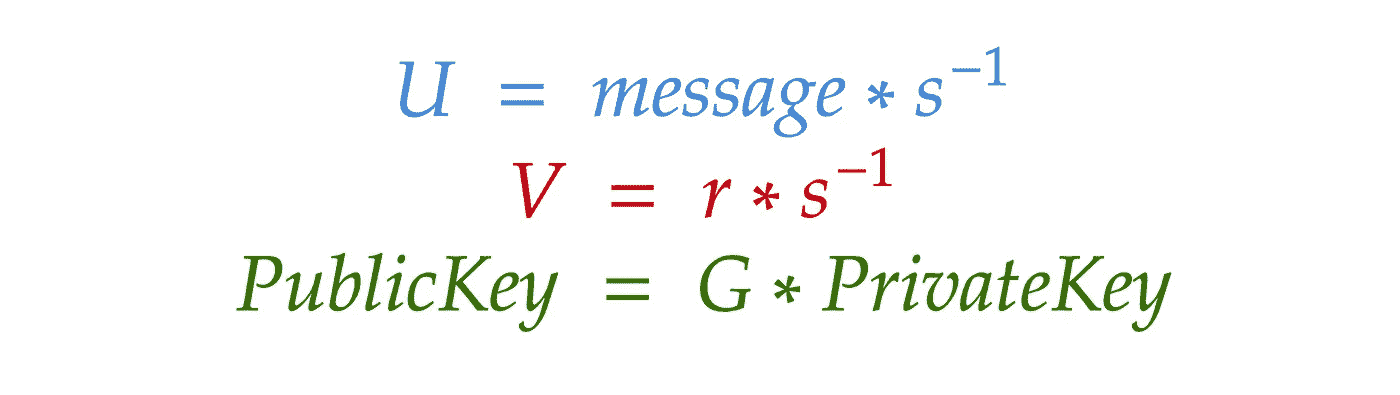 U = message * s⁻¹
V = r * s⁻¹
PublicKey = G * PrivateKey